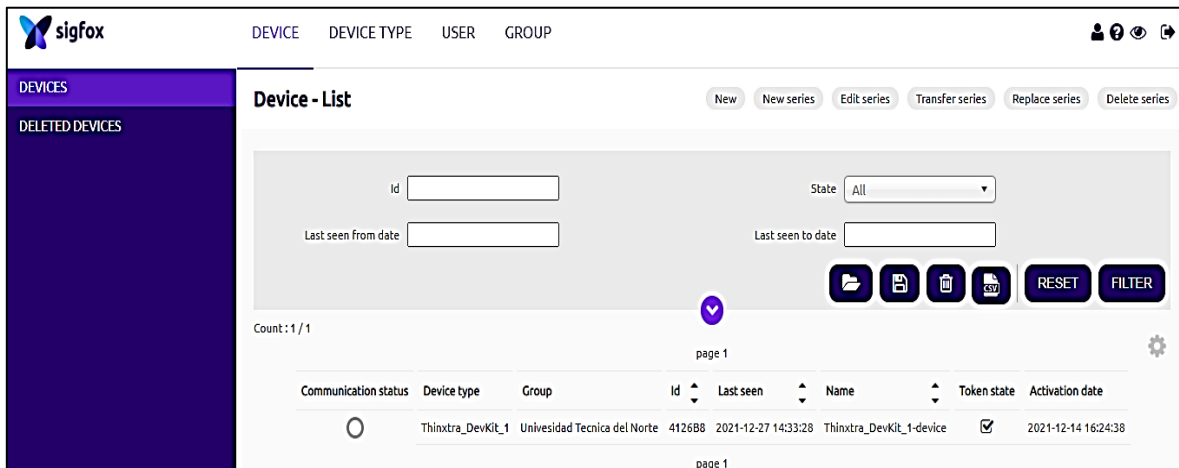 sigfox
DEVICE DEVICE TYPE USER GROUP
DEVICES
DELETED DEVICES
Device - List
New New series Edit series Transfer series Replace series Delete series
Id State All
Last seen from date Last seen to date
CSV RESET FILTER
Count : 1 / 1
page 1
Communication status Device type Group Id Last seen Name Token state Activation date
Thinxtra_DevKit_1 Univesidad Tecnica del Norte 4126B8 2021-12-27 14:33:28 Thinxtra_DevKit_1-device 2021-12-14 16:24:38
page 1